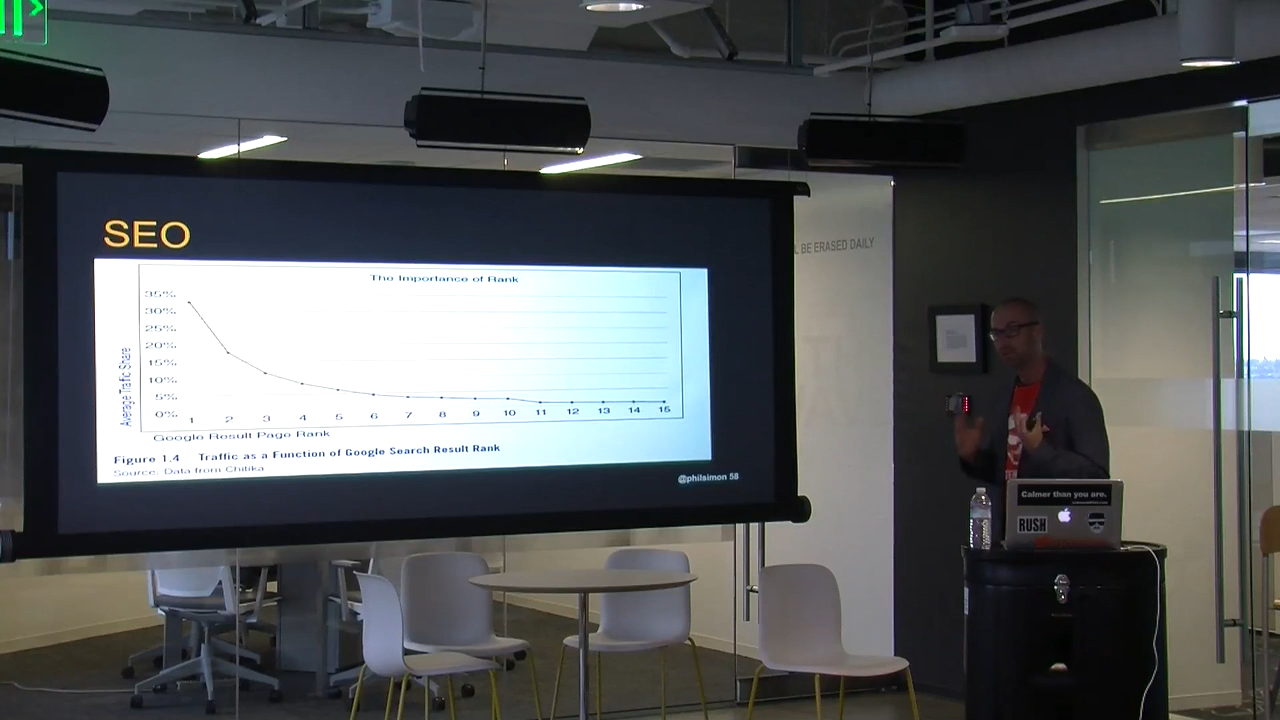 SEO
The Importance of Rank
35%
30%
25%
20%
15%
10%
5%
0%
Average Traffic Share
1 2 3 4 5 6 7 8 9 10 11 12 13 14 15
Google Result Page Rank
Figure 1.4 Traffic as a Function of Google Search Result Rank
Source: Data from Chitika
@philsimon 58
BE ERASED DAILY
Calmer than you are.
RUSH